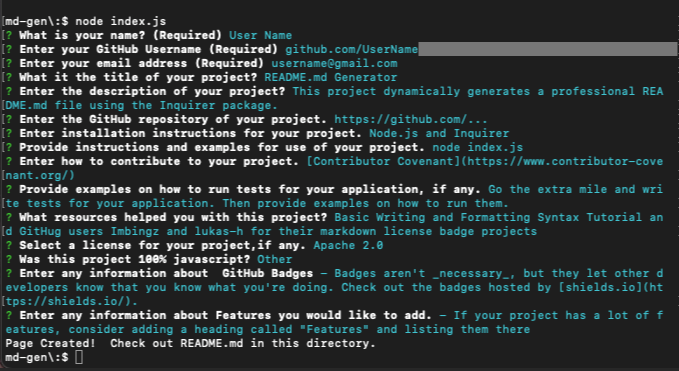 md-gen\:$ node index.js
[? What is your name? (Required) User Name
[? Enter your GitHub Username (Required) github.com/UserName
[? Enter your email address (Required) username@gmail.com
[? What it the title of your project? README.md Generator
[? Enter the description of your project? This project dynamically generates a professional REA
[DME.md file using the Inquirer package.
[? Enter the GitHub repository of your project. https://github.com/...
[? Enter installation instructions for your project. Node.js and Inquirer
[? Provide instructions and examples for use of your project. node index.js
? Enter how to contribute to your project. [Contributor Covenant](https://www.contributor-cove
[nant.org/)
? Provide examples on how to run tests for your application, if any. Go the extra mile and wri
[te tests for your application. Then provide examples on how to run them.
? What resources helped you with this project? Basic Writing and Formatting Syntax Tutorial an
[d GitHug users Imbingz and lukas-h for their markdown license badge projects
? Select a license for your project,if any. Apache 2.0
? Was this project 100% javascript? Other
? Enter any information about  GitHub Badges – Badges aren't _necessary_, but they let other d
evelopers know that you know what you're doing. Check out the badges hosted by [shields.io](ht
[tps://shields.io/).
? Enter any information about Features you would like to add. – If your project has a lot of f
eatures, consider adding a heading called "Features" and listing them there
Page Created!  Check out README.md in this directory.
md-gen\:$